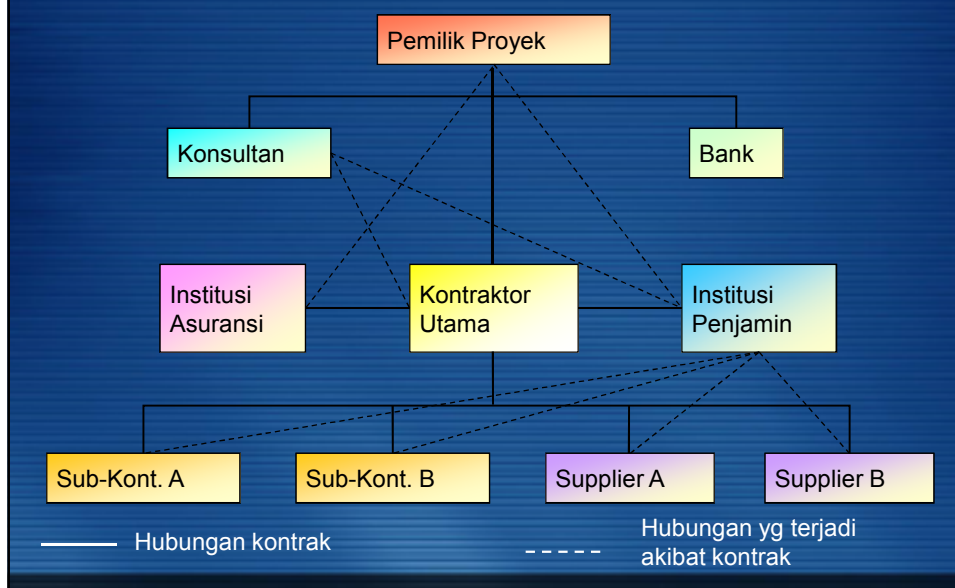 Pemilik Proyek
Konsultan
Bank
Institusi
Asuransi
Kontraktor
Utama
Institusi
Penjamin
Sub-Kont. A
Sub-Kont. B
Supplier A
Supplier B
Hubungan kontrak
Hubungan yg terjadi
akibat kontrak